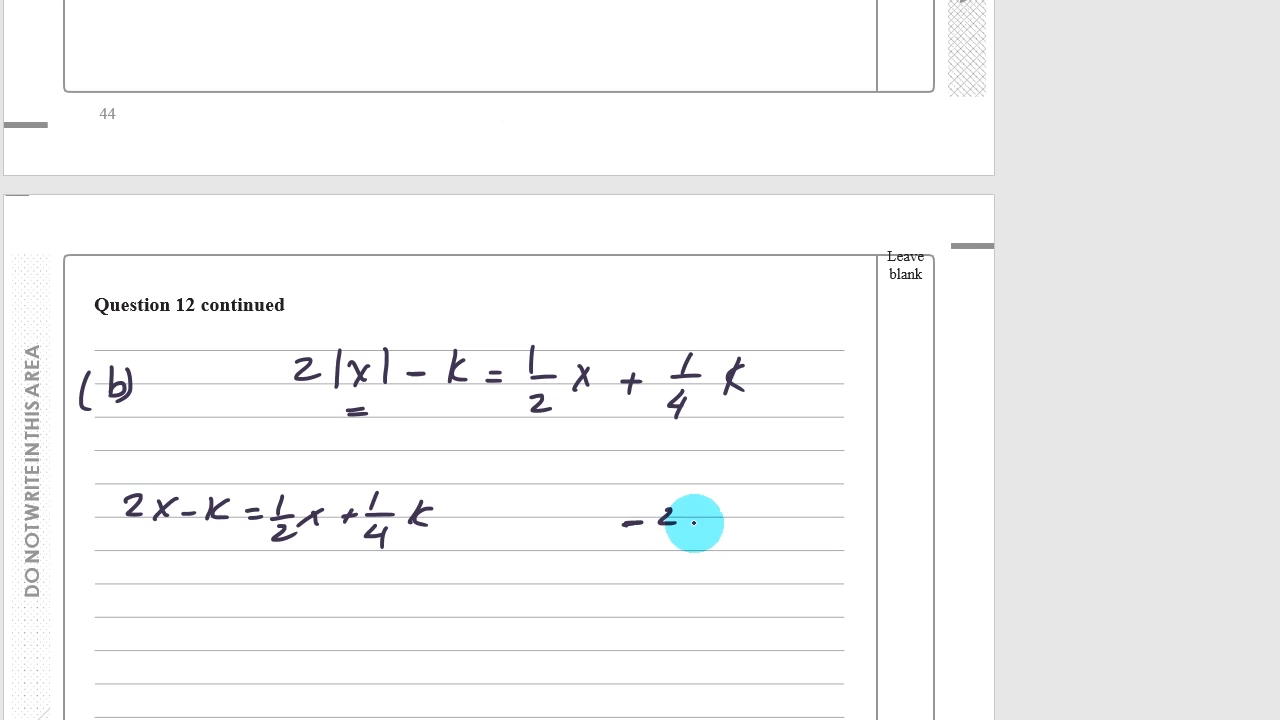 44
Leave
blank
Question 12 continued
DO NOT WRITE IN THIS AREA
(b) 2|x| - k = 1/2 x + 1/4 k
2x - k = 1/2 x + 1/4 k - 2